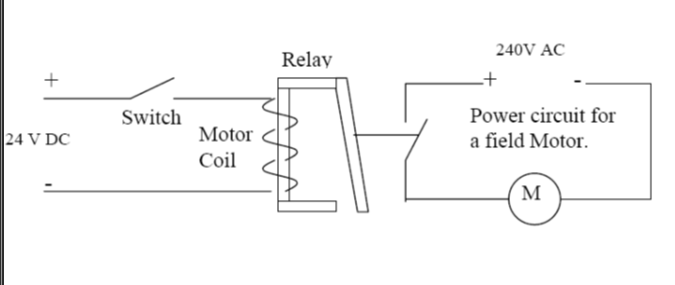 240V AC
Relay
+
+ -
Switch
Power circuit for
a field Motor.
24 V DC
Motor
Coil
-
M